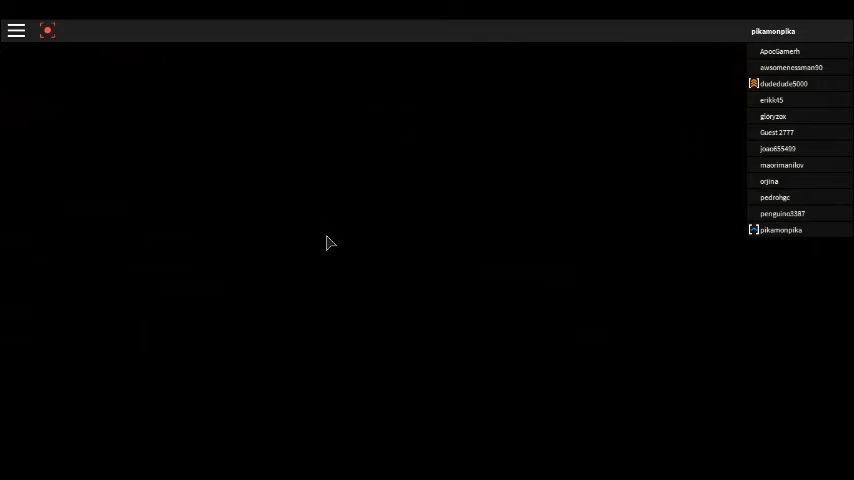 pikamonpika
ApocGamerh
awsomenessman90
dudedude5000
erikk45
gloryzox
Guest 2777
joao655499
maorimanilov
orjina
pedrohgc
penguino3387
pikamonpika